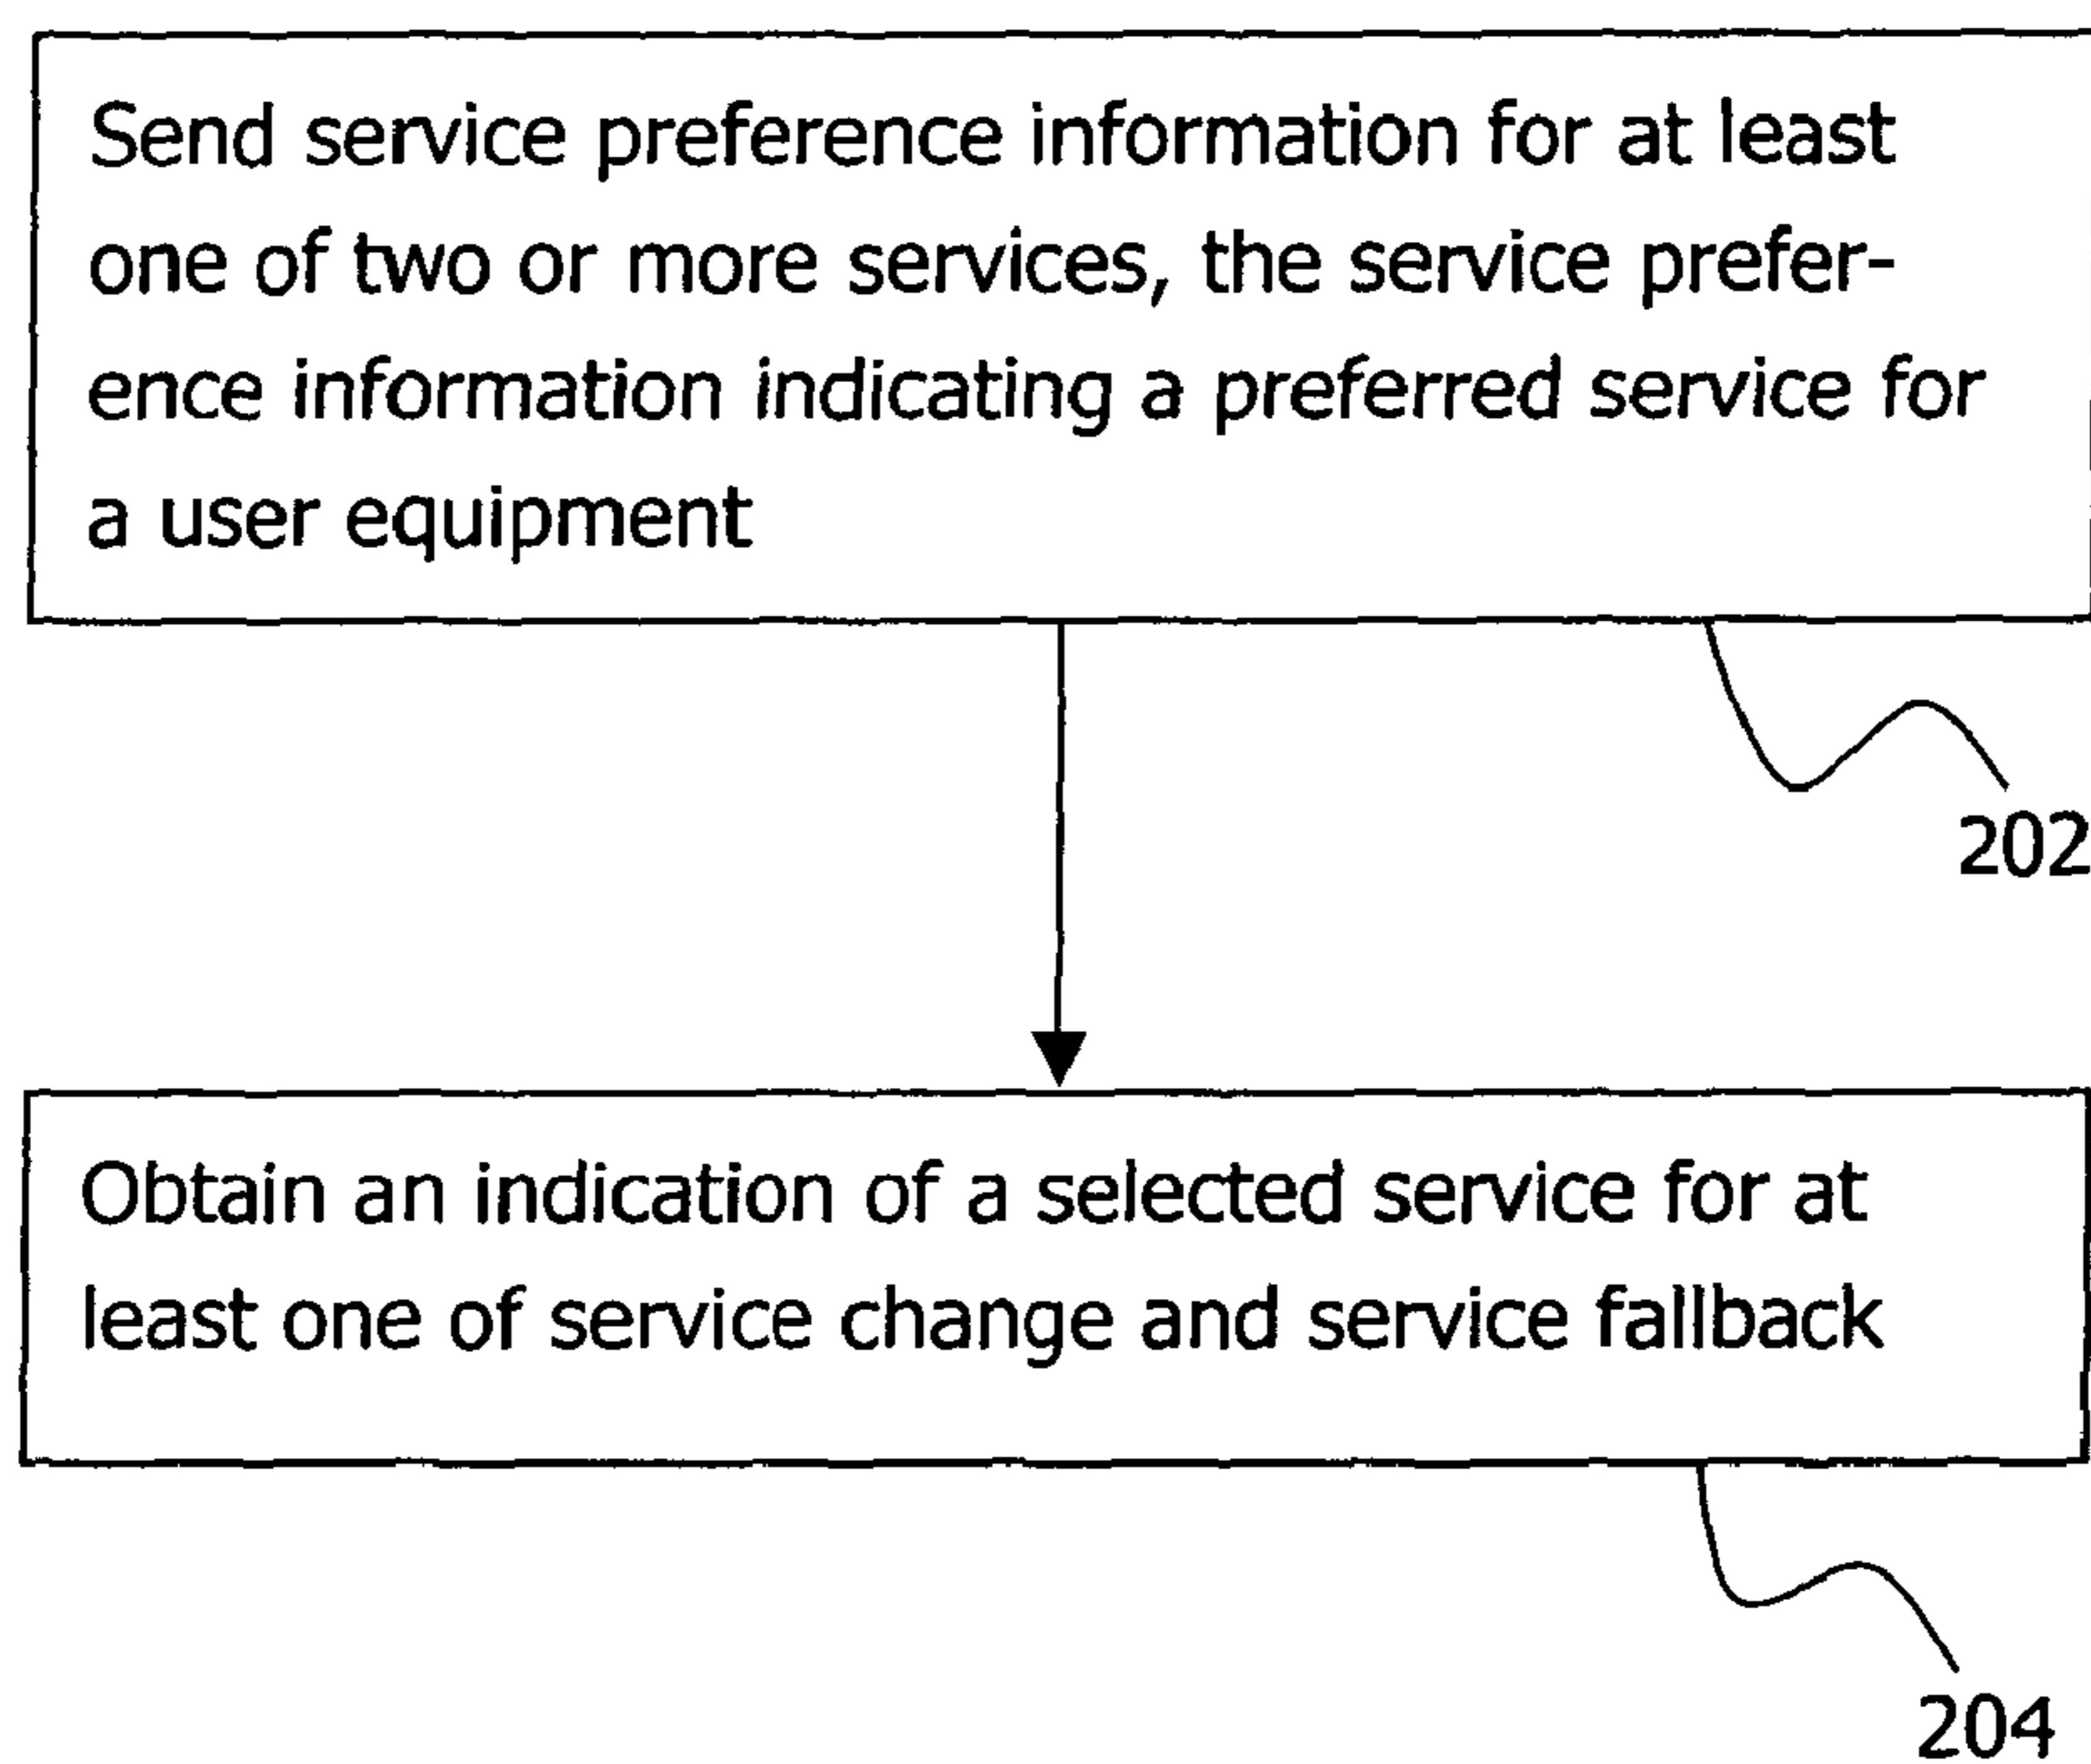 Send service preference information for at least
one of two or more services, the service prefer-
ence information indicating a preferred service for
a user equipment
202
Obtain an indication of a selected service for at
least one of service change and service fallback
204